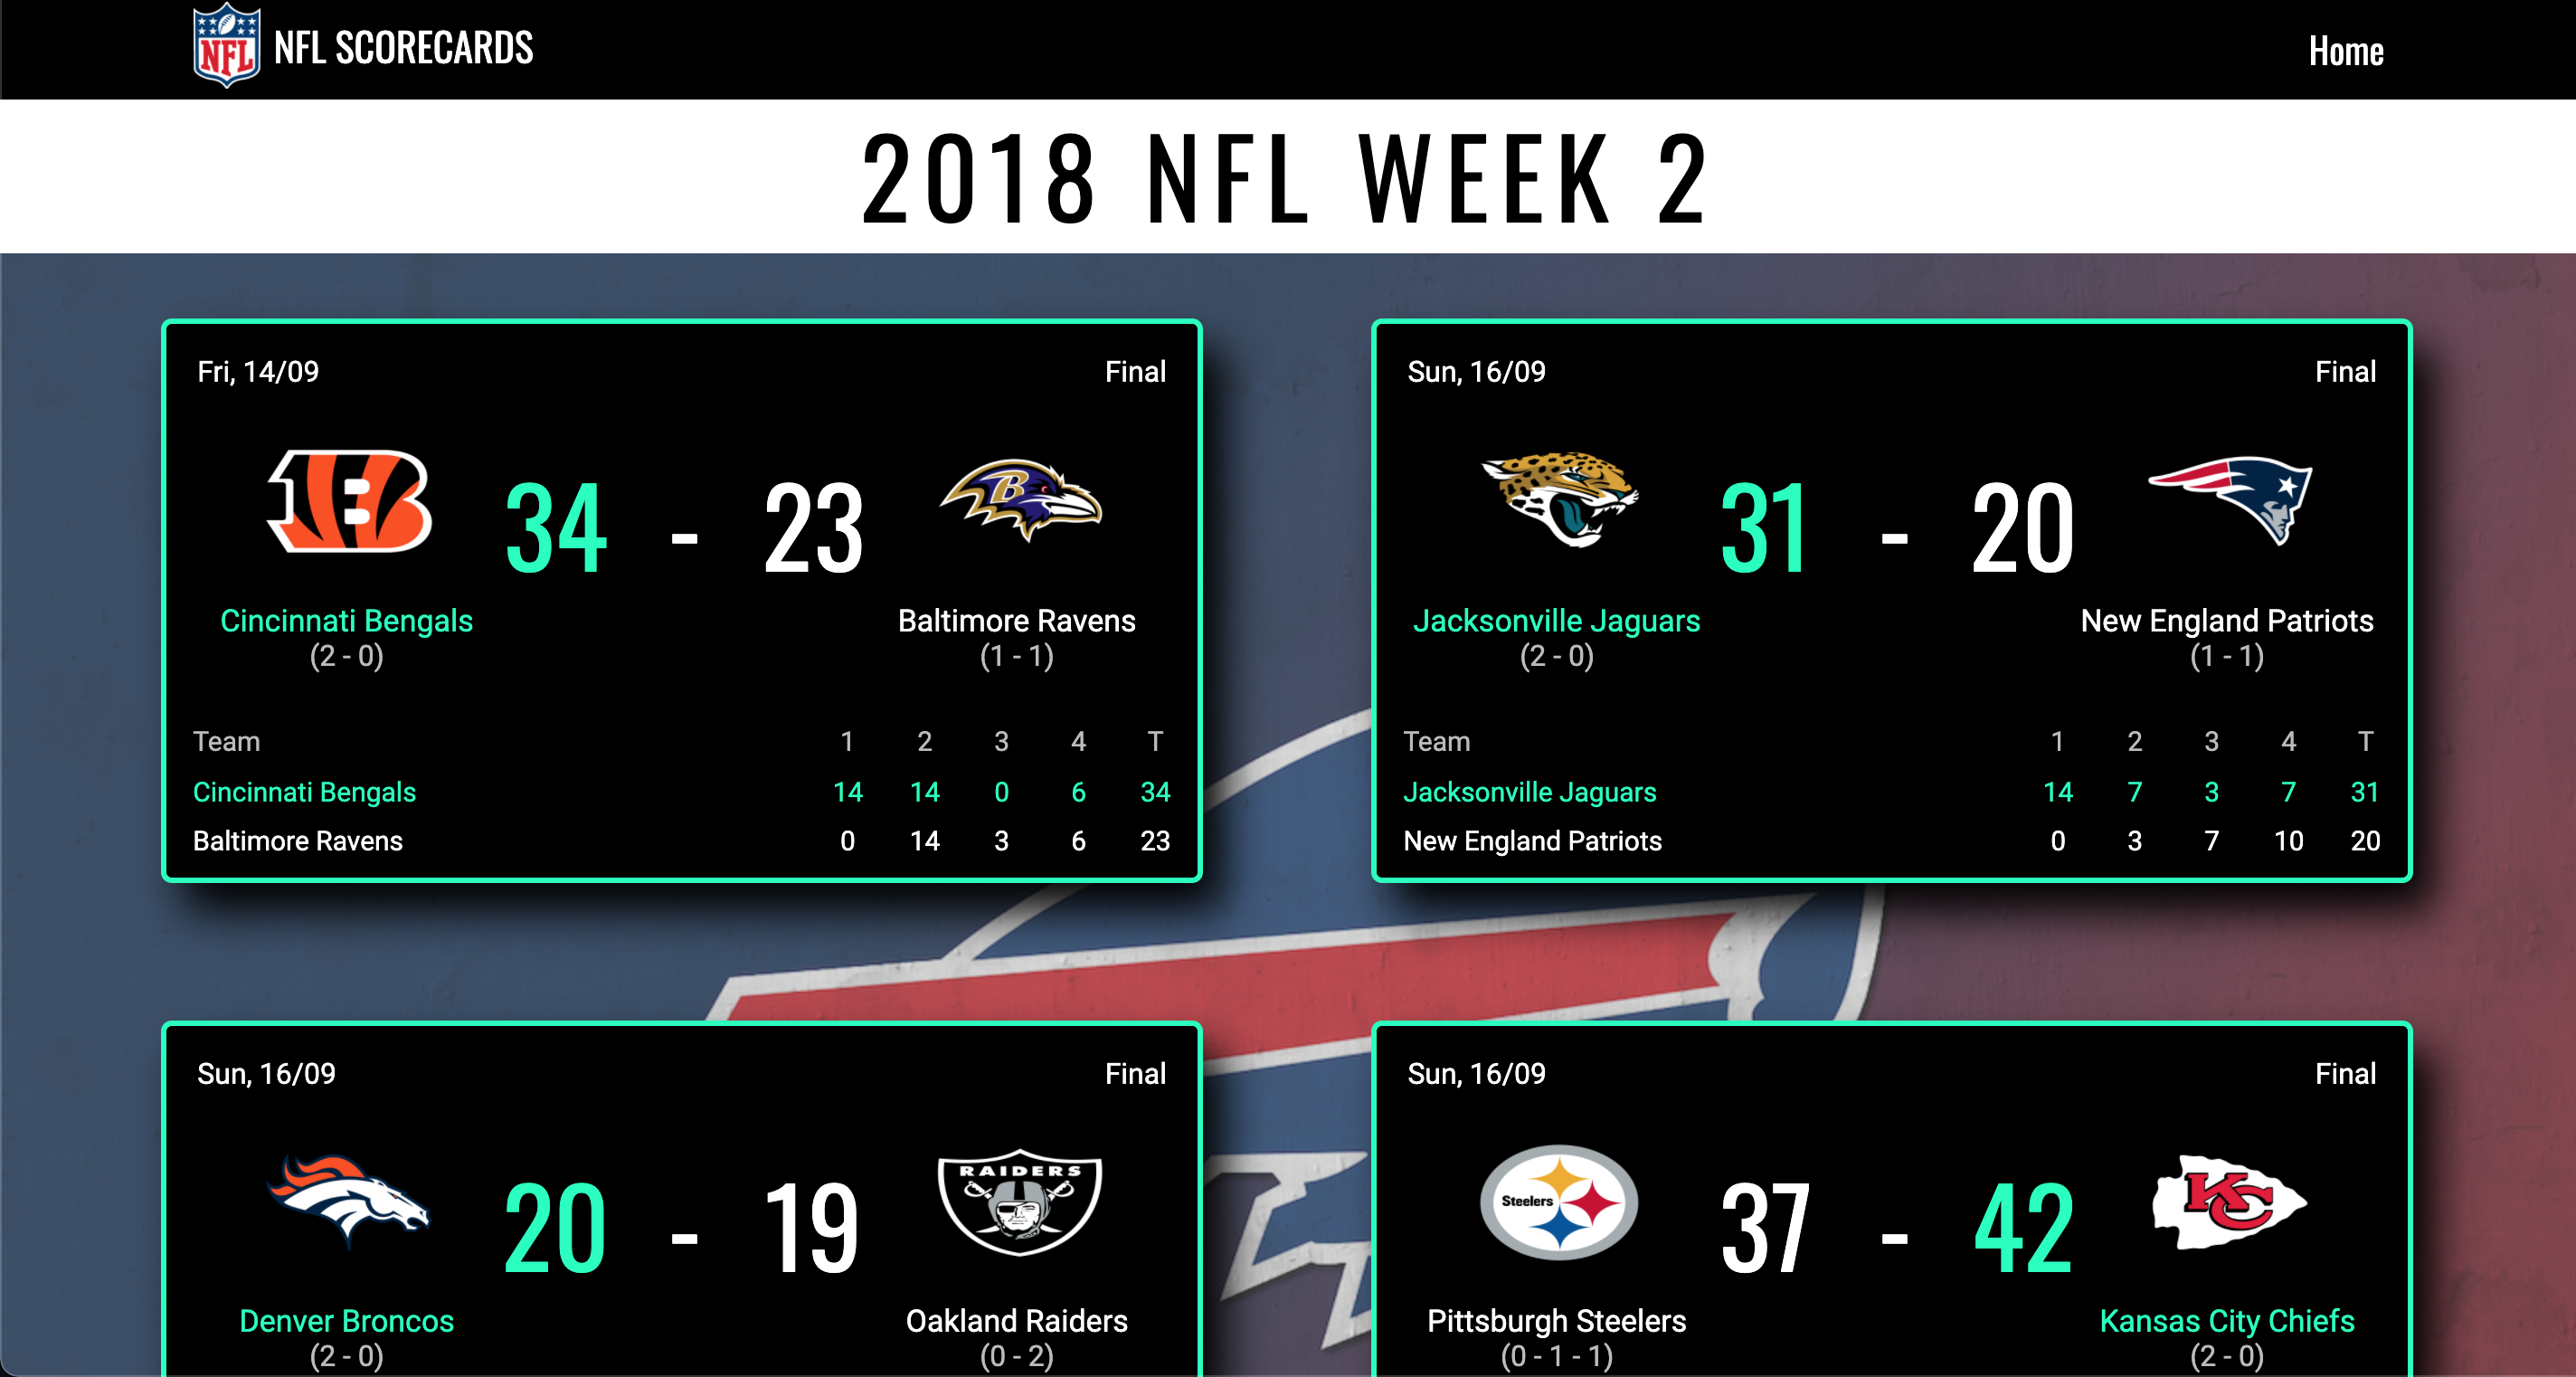 NFL
NFL SCORECARDS
Home
2018 NFL WEEK 2
Fri, 14/09 Final
B
34 - 23
Cincinnati Bengals Baltimore Ravens
(2 - 0) (1 - 1)
Team 1 2 3 4 T
Cincinnati Bengals 14 14 0 6 34
Baltimore Ravens 0 14 3 6 23
Sun, 16/09 Final
31 - 20
Jacksonville Jaguars New England Patriots
(2 - 0) (1 - 1)
Team 1 2 3 4 T
Jacksonville Jaguars 14 7 3 7 31
New England Patriots 0 3 7 10 20
Sun, 16/09 Final
RAIDERS
20 - 19
Denver Broncos Oakland Raiders
(2 - 0) (0 - 2)
Sun, 16/09 Final
Steelers
KC
37 - 42
Pittsburgh Steelers Kansas City Chiefs
(0 - 1 - 1) (2 - 0)